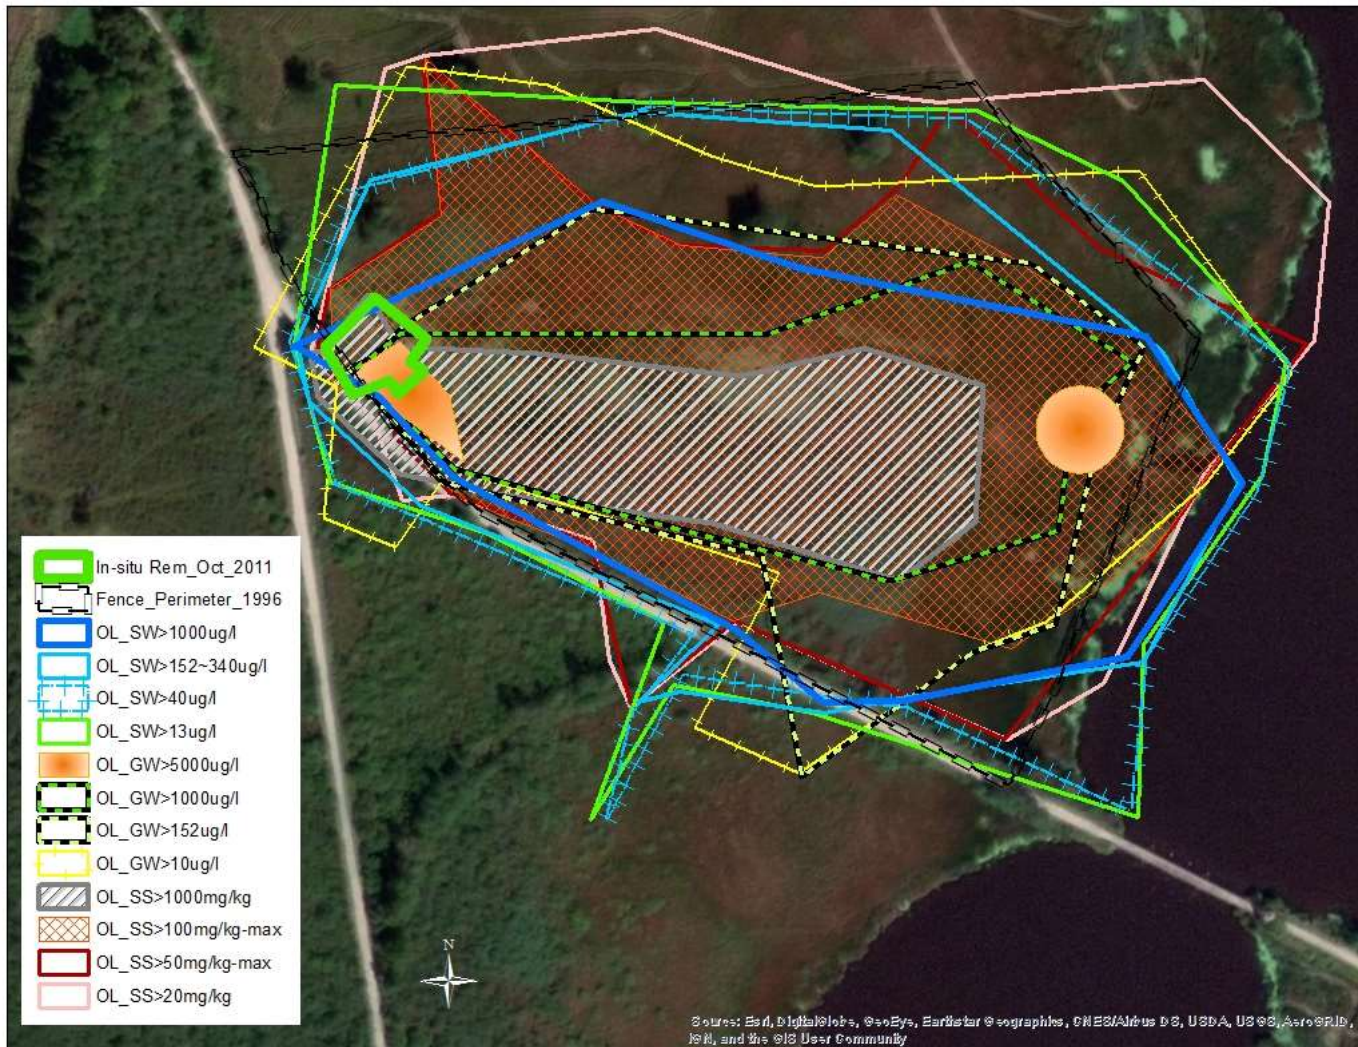 In-situ Rem_Oct_2011
Fence_Perimeter_1996
OL_SW>1000ug/l
OL_SW>152~340ug/l
OL_SW>40ug/l
OL_SW>13ug/l
OL_GW>5000ug/l
OL_GW>1000ug/l
OL_GW>152ug/l
OL_GW>10ug/l
OL_SS>1000mg/kg
OL_SS>100mg/kg-max
OL_SS>50mg/kg-max
OL_SS>20mg/kg
N
Source: Esri, DigitalGlobe, GeoEye, Earthstar Geographics, CNES/Airbus DS, USDA, USGS, AeroGRID,
IGN, and the GIS User Community